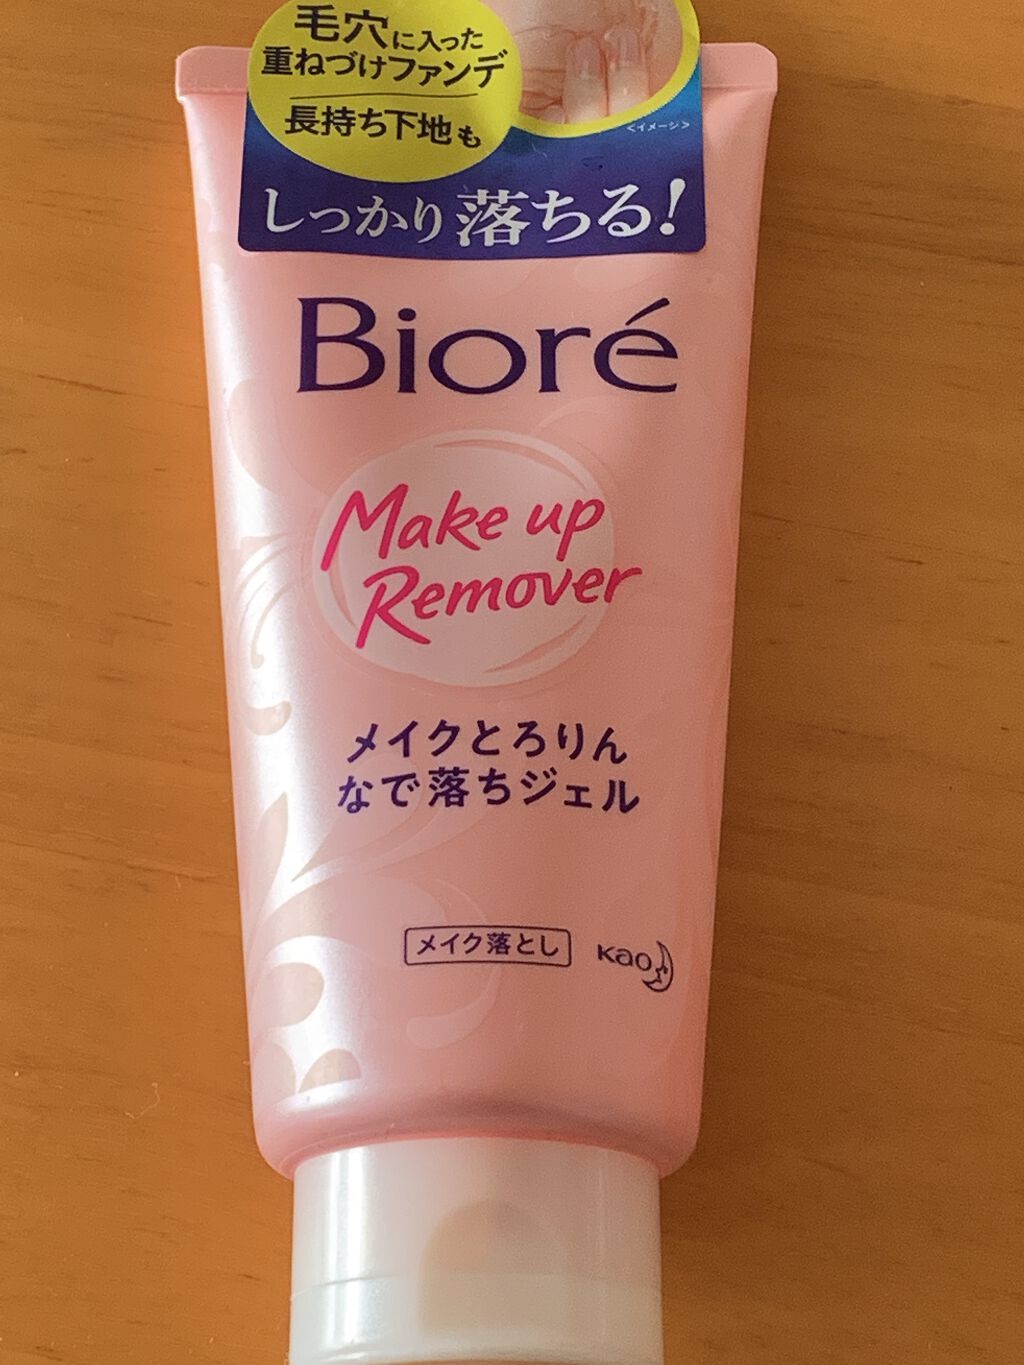 毛穴に入った
重ねづけファンデ
長持ち下地も
<イメージ>
しっかり落ちる!
Bioré
Make up
Remover
メイクとろりん
なで落ちジェル
メイク落とし
Kao